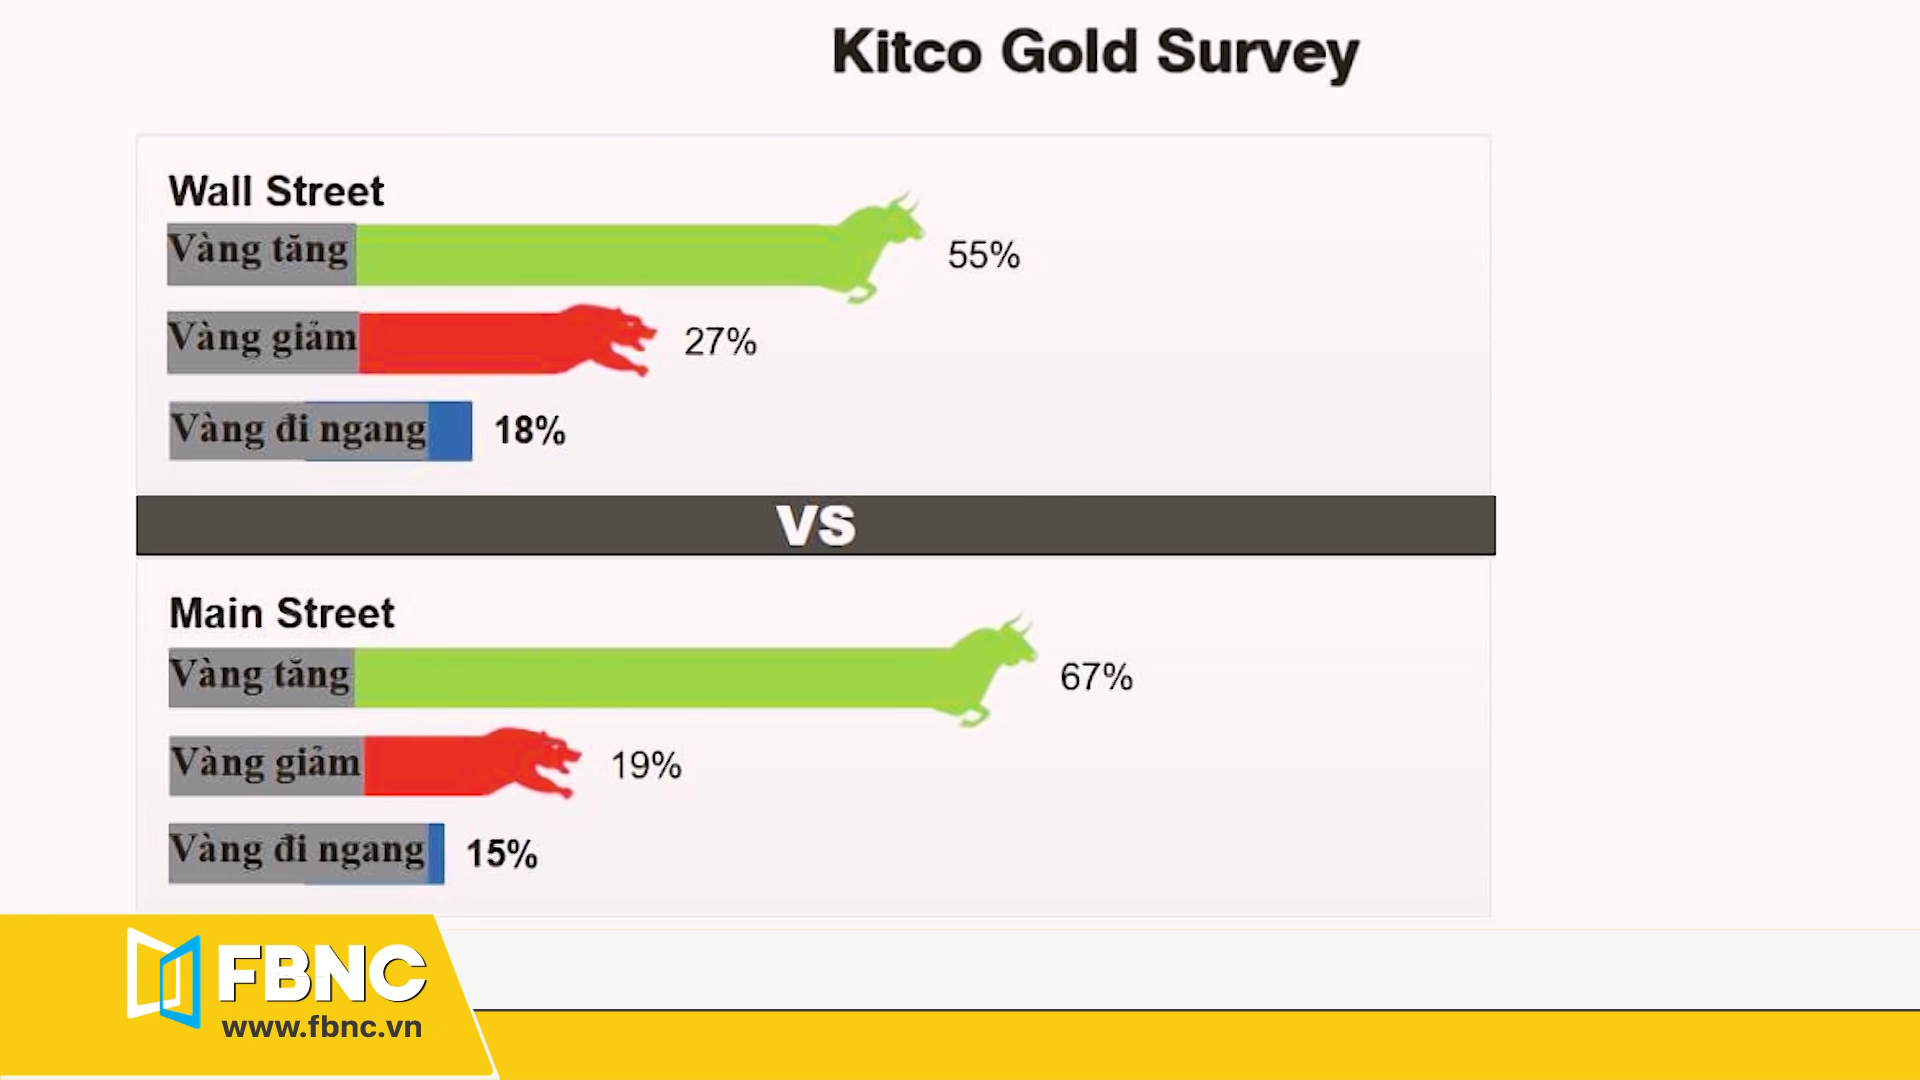 Kitco Gold Survey
Wall Street
Vàng tăng
55%
Vàng giảm
27%
Vàng đi ngang
18%
VS
Main Street
Vàng tăng
67%
Vàng giảm
19%
Vàng đi ngang
15%
FBNC
www.fbnc.vn